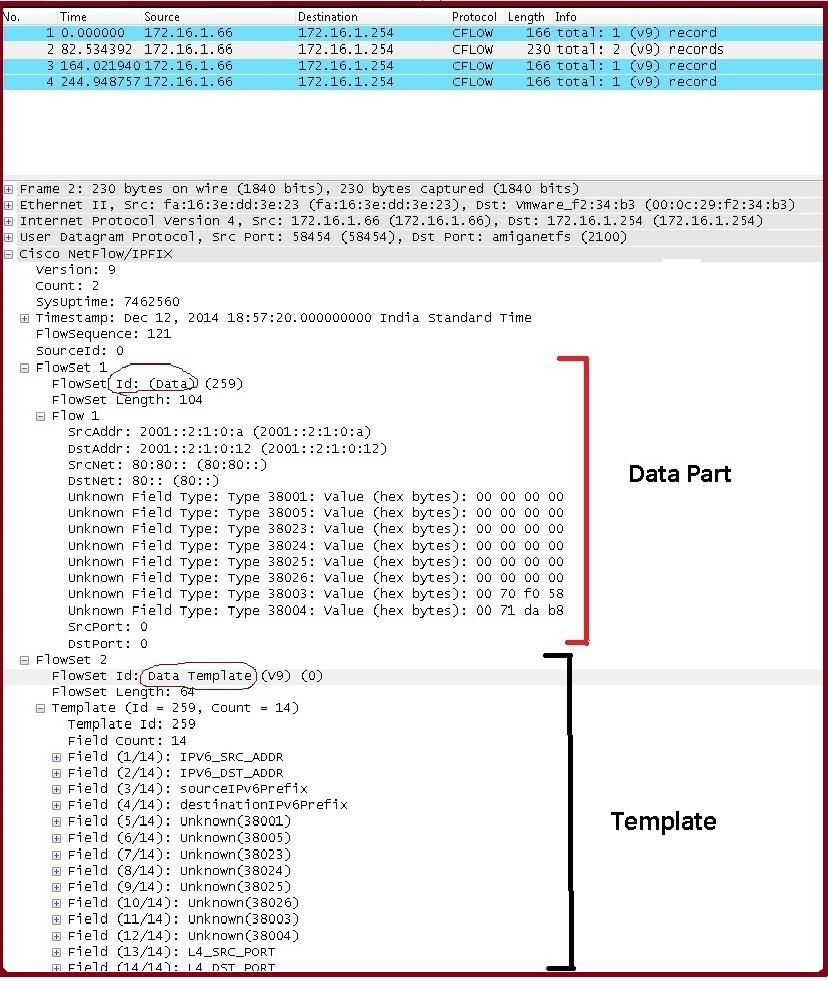 No. Time Source Destination Protocol Length Info
1 0.000000 172.16.1.66 172.16.1.254 CFLOW 166 total: 1 (v9) record
2 82.534392 172.16.1.66 172.16.1.254 CFLOW 230 total: 2 (v9) records
3 164.021940 172.16.1.66 172.16.1.254 CFLOW 166 total: 1 (v9) record
4 244.948757 172.16.1.66 172.16.1.254 CFLOW 166 total: 1 (v9) record
Frame 2: 230 bytes on wire (1840 bits), 230 bytes captured (1840 bits)
Ethernet II, Src: fa:16:3e:dd:3e:23 (fa:16:3e:dd:3e:23), Dst: Vmware_f2:34:b3 (00:0c:29:f2:34:b3)
Internet Protocol Version 4, Src: 172.16.1.66 (172.16.1.66), Dst: 172.16.1.254 (172.16.1.254)
User Datagram Protocol, Src Port: 58454 (58454), Dst Port: amiganetfs (2100)
Cisco NetFlow/IPFIX
Version: 9
Count: 2
SysUptime: 7462560
Timestamp: Dec 12, 2014 18:57:20.000000000 India Standard Time
FlowSequence: 121
SourceId: 0
FlowSet 1
FlowSet Id: (Data) (259)
FlowSet Length: 104
Flow 1
SrcAddr: 2001::2:1:0:a (2001::2:1:0:a)
DstAddr: 2001::2:1:0:12 (2001::2:1:0:12)
SrcNet: 80:80:: (80:80::)
DstNet: 80:: (80::)
Data Part
Unknown Field Type: Type 38001: Value (hex bytes): 00 00 00 00
Unknown Field Type: Type 38005: Value (hex bytes): 00 00 00 00
Unknown Field Type: Type 38023: Value (hex bytes): 00 00 00 00
Unknown Field Type: Type 38024: Value (hex bytes): 00 00 00 00
Unknown Field Type: Type 38025: Value (hex bytes): 00 00 00 00
Unknown Field Type: Type 38026: Value (hex bytes): 00 00 00 00
Unknown Field Type: Type 38003: Value (hex bytes): 00 70 f0 58
Unknown Field Type: Type 38004: Value (hex bytes): 00 71 da b8
SrcPort: 0
DstPort: 0
FlowSet 2
FlowSet Id: Data Template (V9) (0)
FlowSet Length: 64
Template (Id = 259, Count = 14)
Template Id: 259
Field Count: 14
Field (1/14): IPV6_SRC_ADDR
Field (2/14): IPV6_DST_ADDR
Field (3/14): sourceIPv6Prefix
Field (4/14): destinationIPv6Prefix
Field (5/14): Unknown(38001)
Template
Field (6/14): Unknown(38005)
Field (7/14): Unknown(38023)
Field (8/14): Unknown(38024)
Field (9/14): Unknown(38025)
Field (10/14): Unknown(38026)
Field (11/14): Unknown(38003)
Field (12/14): Unknown(38004)
Field (13/14): L4_SRC_PORT
Field (14/14): L4_DST_PORT